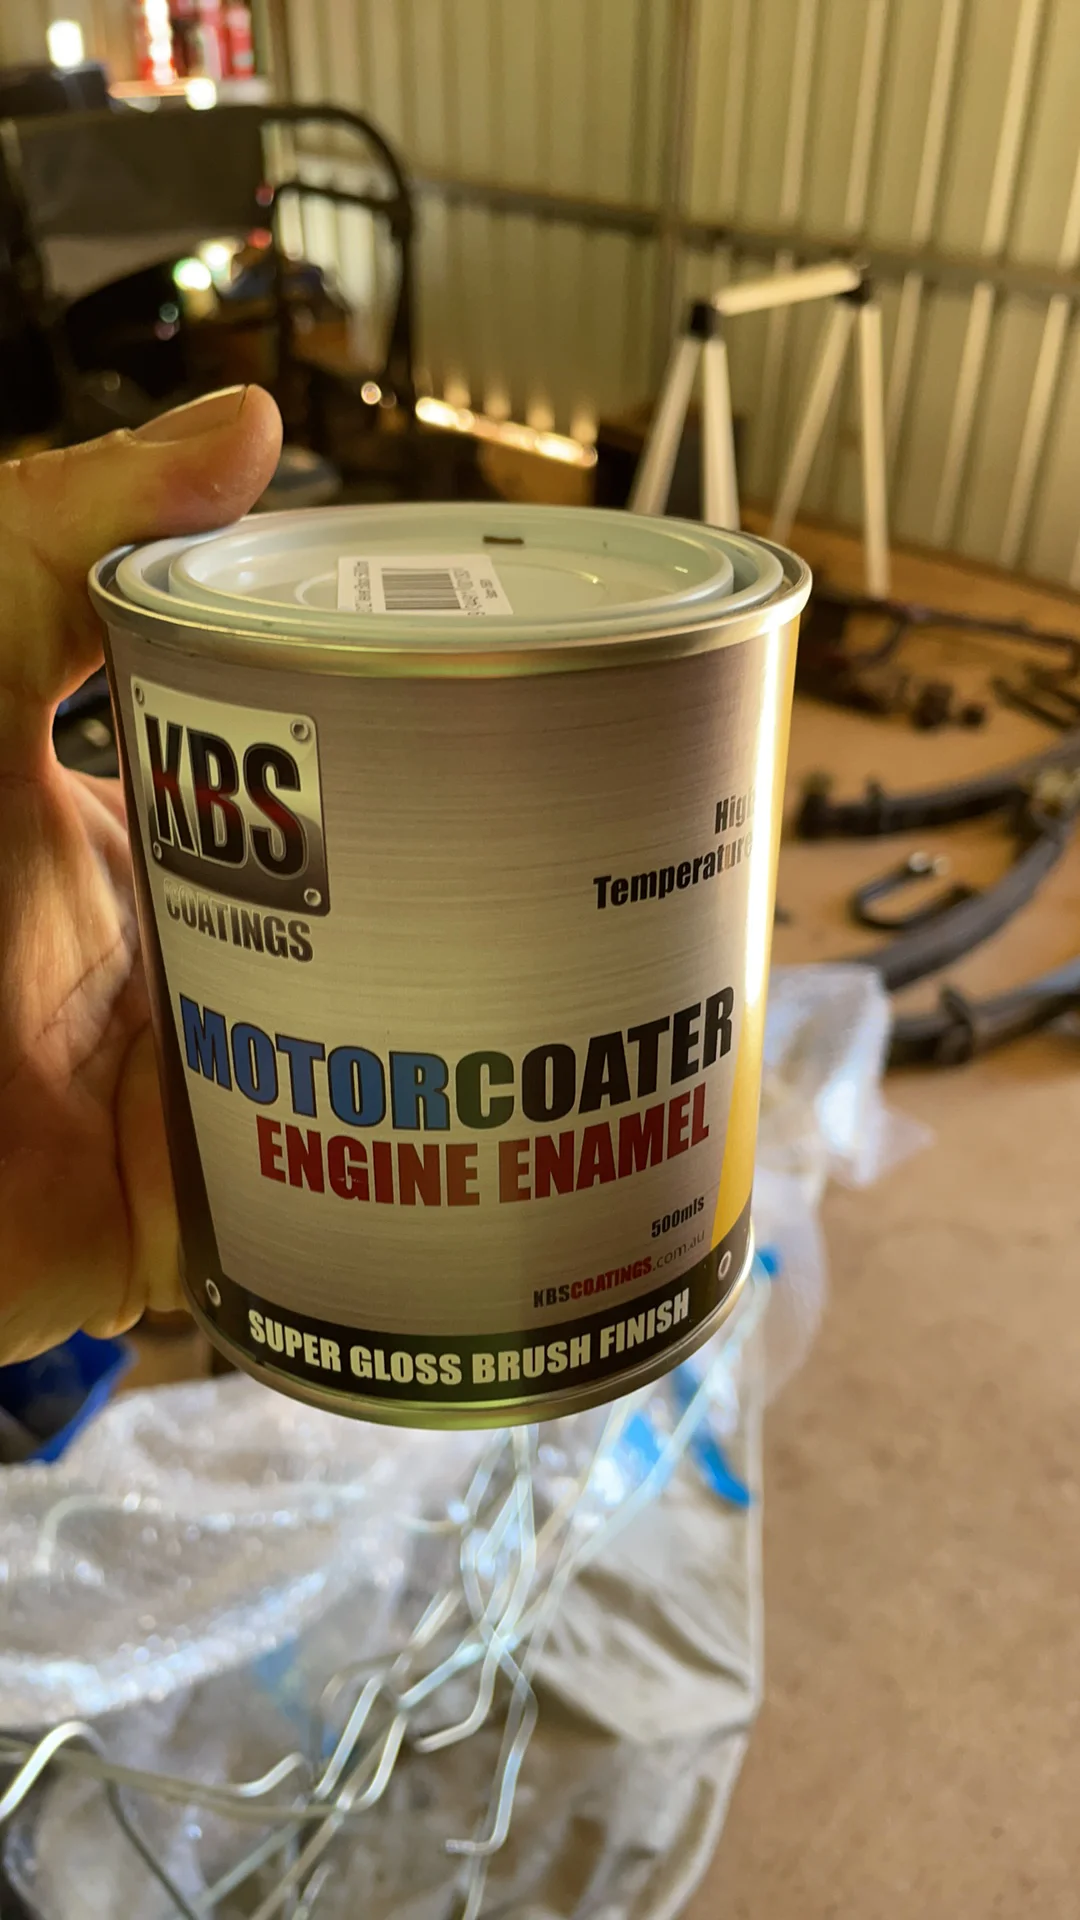 KBS
COATINGS
High
Temperature
MOTORCOATER
ENGINE ENAMEL
500mls
KBSCOATINGS.com.au
SUPER GLOSS BRUSH FINISH